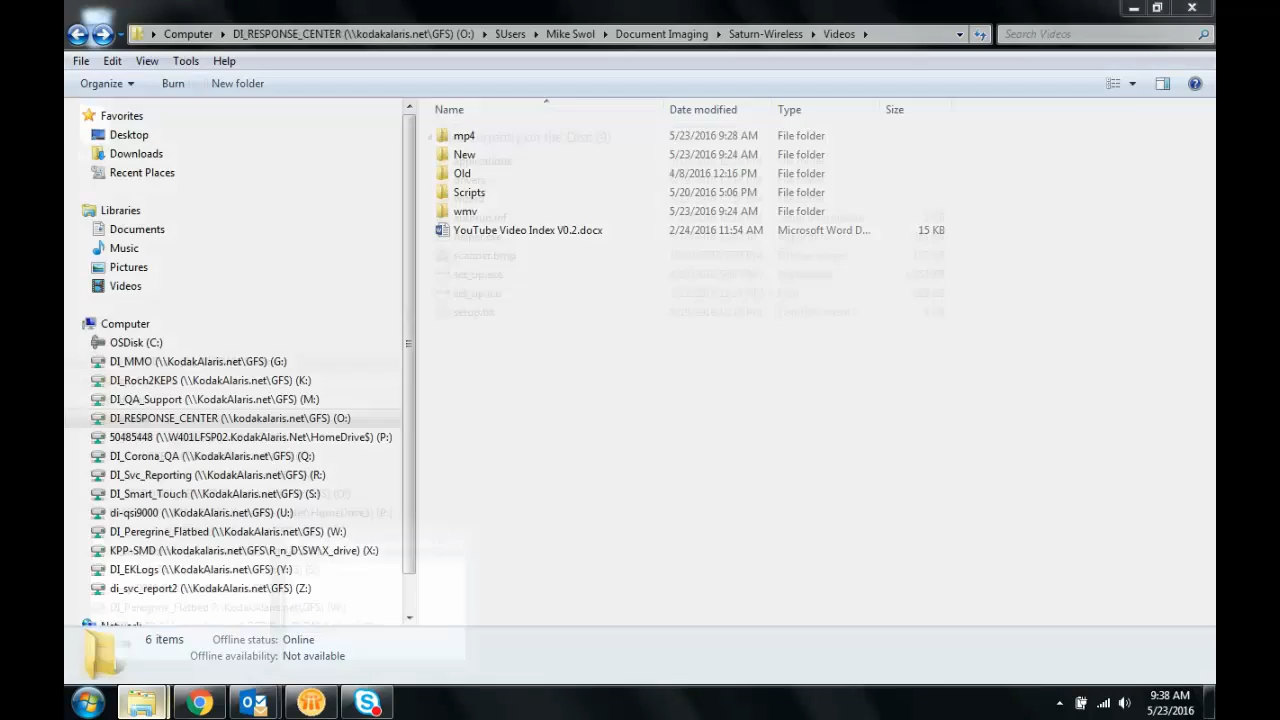 Computer DI_RESPONSE_CENTER (\\kodakalaris.net\GFS) (O:) SUsers Mike Swol Document Imaging Saturn-Wireless Videos Search Videos
File Edit View Tools Help
Organize Burn New folder
Name Date modified Type Size
Favorites
Desktop
Downloads
Recent Places
Libraries
Documents
Music
Pictures
Videos
Computer
OSDisk (C:)
DI_MMO (\\KodakAlaris.net\GFS) (G:)
DI_Roch2KEPS (\\KodakAlaris.net\GFS) (K:)
DI_QA_Support (\\KodakAlaris.net\GFS) (M:)
DI_RESPONSE_CENTER (\\kodakalaris.net\GFS) (O:)
50485448 (\\W401LFSP02.KodakAlaris.Net\HomeDrive$) (P:)
DI_Corona_QA (\\KodakAlaris.net\GFS) (Q:)
DI_Svc_Reporting (\\KodakAlaris.net\GFS) (R:)
DI_Smart_Touch (\\KodakAlaris.net\GFS) (S:)
di-qsi9000 (\\KodakAlaris.net\GFS) (U:)
DI_Peregrine_Flatbed (\\KodakAlaris.net\GFS) (W:)
KPP-SMD (\\kodakalaris.net\GFS\R_n_D\SW\X_drive) (X:)
DI_EKLogs (\\KodakAlaris.net\GFS) (Y:)
di_svc_report2 (\\KodakAlaris.net\GFS) (Z:)
Network
mp4 5/23/2016 9:28 AM File folder
New 5/23/2016 9:24 AM File folder
Old 4/8/2016 12:16 PM File folder
Scripts 5/20/2016 5:06 PM File folder
wmv 5/23/2016 9:24 AM File folder
YouTube Video Index V0.2.docx 2/24/2016 11:54 AM Microsoft Word D... 15 KB
6 items Offline status: Online
Offline availability: Not available
9:38 AM
5/23/2016